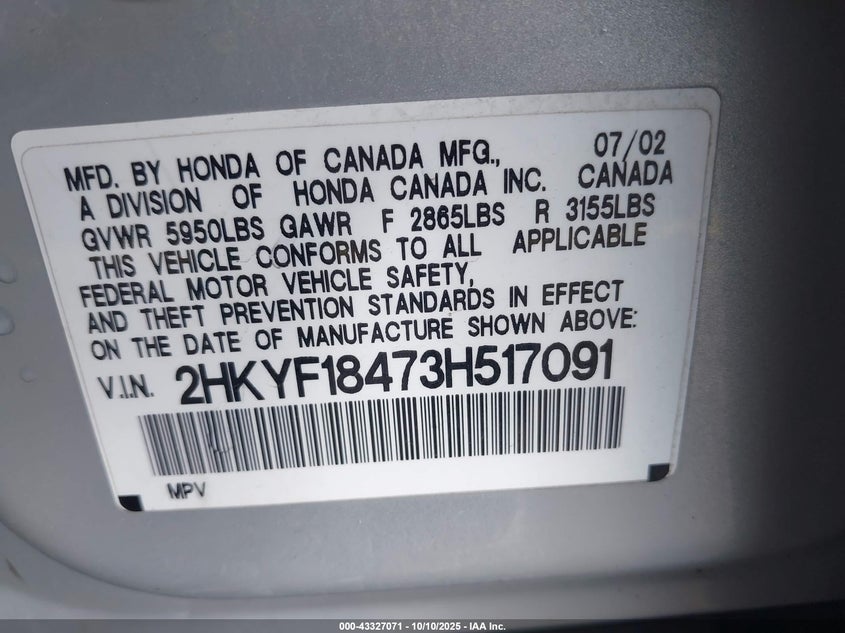 MFD. BY HONDA OF CANADA MFG., 07/02
A DIVISION OF HONDA CANADA INC. CANADA
GVWR 5950LBS GAWR F 2865LBS R 3155LBS
THIS VEHICLE CONFORMS TO ALL APPLICABLE
FEDERAL MOTOR VEHICLE SAFETY,
AND THEFT PREVENTION STANDARDS IN EFFECT
ON THE DATE OF MANUFACTURE SHOWN ABOVE:
V.I.N. 2HKYF18473H517091
MPV
000-43327071 - 10/10/2025 - IAA Inc.